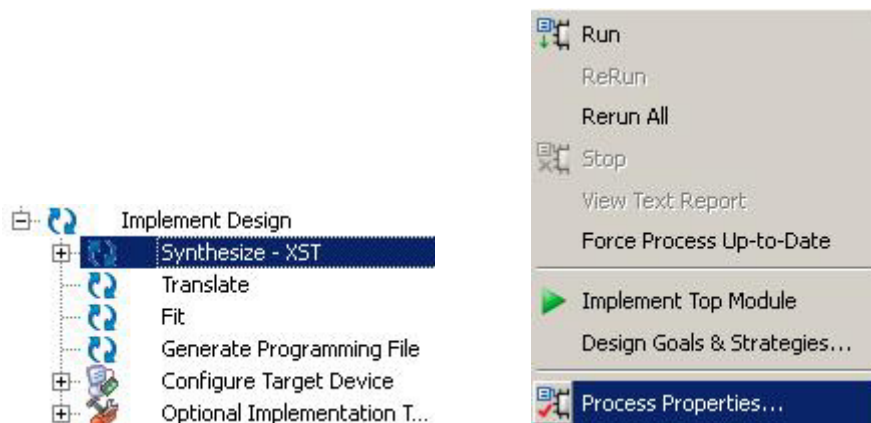 Implement Design
Synthesize - XST
Translate
Fit
Generate Programming File
Configure Target Device
Optional Implementation T...
Run
ReRun
Rerun All
Stop
View Text Report
Force Process Up-to-Date
Implement Top Module
Design Goals & Strategies...
Process Properties...